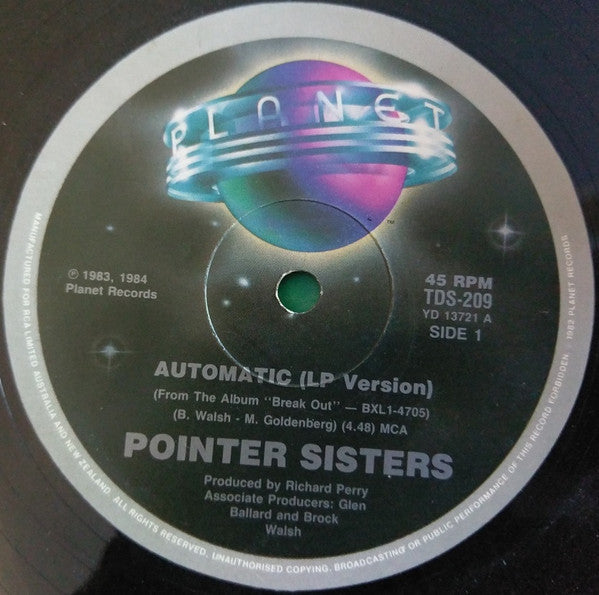 PLANET
™
℗ 1983, 1984
Planet Records
45 RPM
TDS-209
YD 13721 A
SIDE 1
AUTOMATIC (LP Version)
(From The Album "Break Out" — BXL1-4705)
(B. Walsh - M. Goldenberg) (4.48) MCA
POINTER SISTERS
Produced by Richard Perry
Associate Producers: Glen
Ballard and Brock
Walsh
MANUFACTURED FOR RCA LIMITED, AUSTRALIA AND NEW ZEALAND. ALL RIGHTS RESERVED. UNAUTHORISED COPYING, BROADCASTING OR PUBLIC PERFORMANCE OF THIS RECORD FORBIDDEN. 1982 PLANET RECORDS